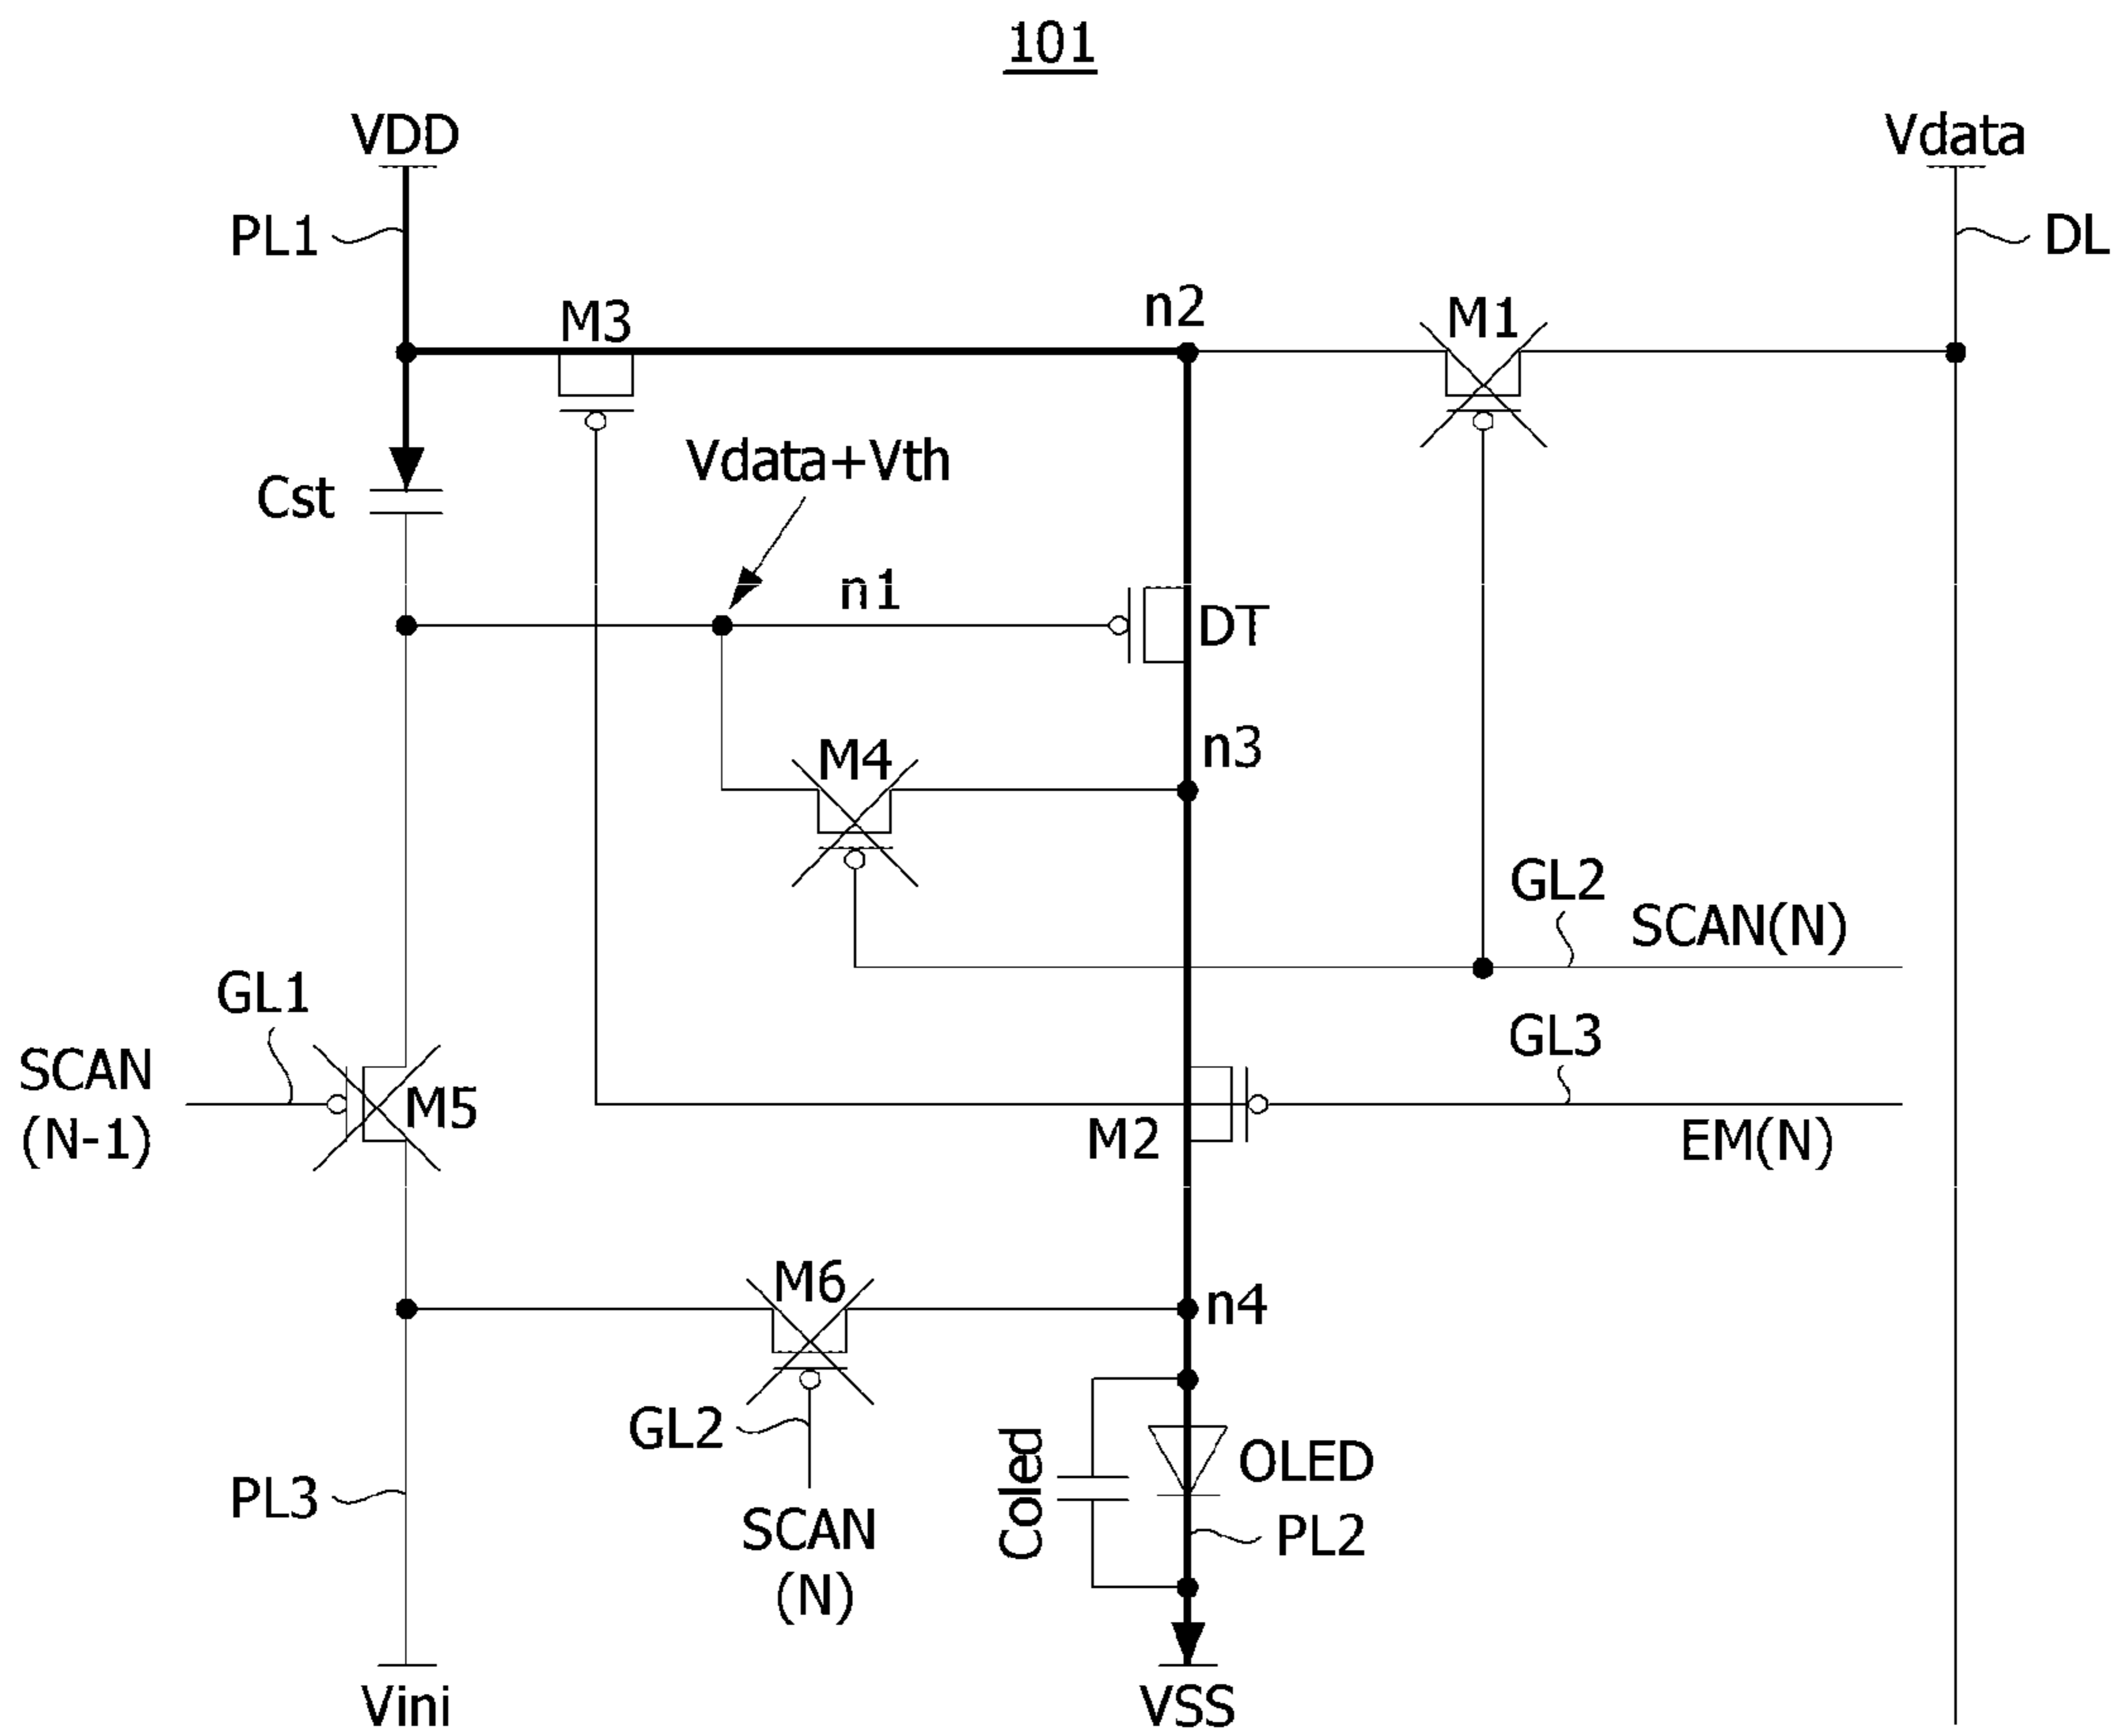 101
VDD
Vdata
PL1
DL
M3
n2
M1
Vdata+Vth
Cst
n1
DT
n3
M4
GL2
SCAN(N)
GL1
GL3
SCAN
(N-1)
M5
M2
EM(N)
M6
n4
GL2
Coled
OLED
PL3
SCAN
(N)
PL2
Vini
VSS